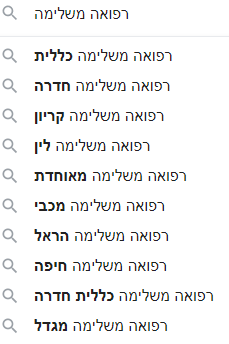 רפואה משלימה
רפואה משלימה כללית
רפואה משלימה חדרה
רפואה משלימה קריון
רפואה משלימה לין
רפואה משלימה מאוחדת
רפואה משלימה מכבי
רפואה משלימה הראל
רפואה משלימה חיפה
רפואה משלימה כללית חדרה
רפואה משלימה מגדל